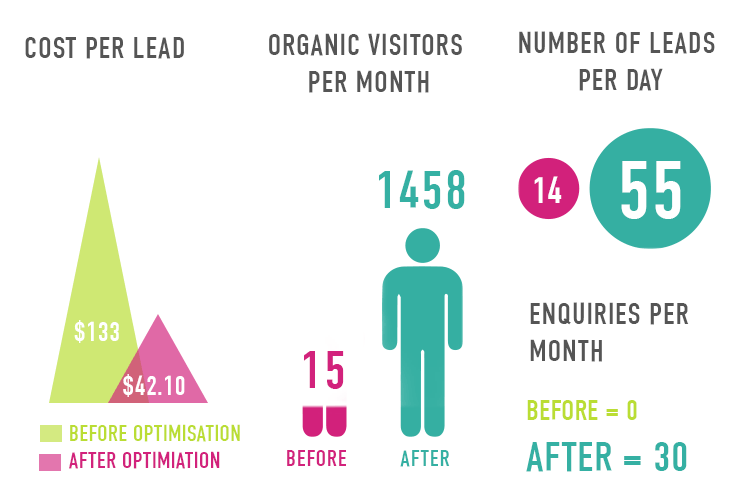 COST PER LEAD
$133
$42.10
BEFORE OPTIMISATION
AFTER OPTIMIATION
ORGANIC VISITORS
PER MONTH
1458
15
BEFORE
AFTER
NUMBER OF LEADS
PER DAY
14
55
ENQUIRIES PER
MONTH
BEFORE = 0
AFTER = 30